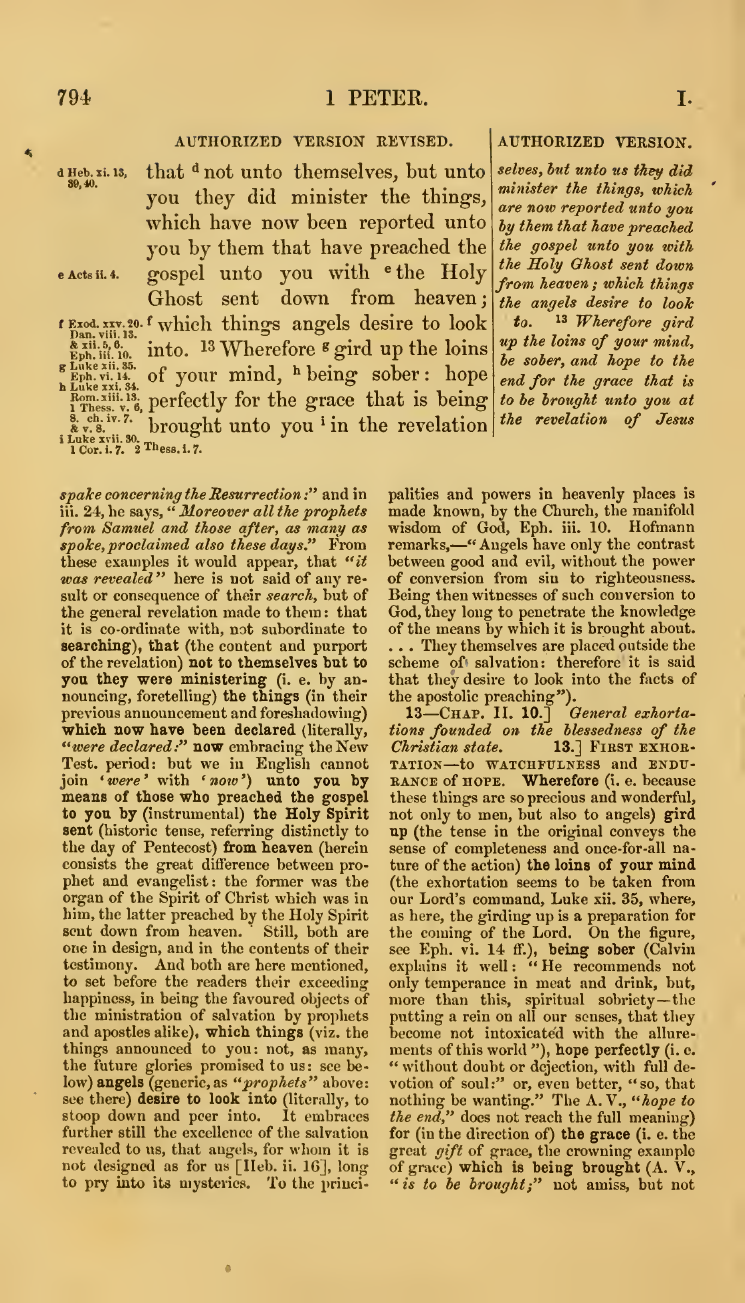 794
1 PETER.
I.
AUTHORIZED VERSION REVISED.
d Heb. xi. 13,
39, 40.
that d not unto themselves, but unto
you they did minister the things,
which have now been reported unto
you by them that have preached the
e Acts ii. 4.
gospel unto you with e the Holy
Ghost sent down from heaven;
f Exod. xxv. 20.
Dan. viii. 13.
& xii. 5, 6.
Eph. iii. 10.
g Luke xii. 35.
Eph. vi. 14.
h Luke xxi. 34.
Rom. xiii. 13.
1 Thess. v. 6,
8. ch. iv. 7.
& v. 8.
i Luke xvii. 30.
1 Cor. i. 7. 2 Thess. i. 7.
f which things angels desire to look
into. 13 Wherefore g gird up the loins
of your mind, h being sober: hope
perfectly for the grace that is being
brought unto you i in the revelation
AUTHORIZED VERSION.
selves, but unto us they did
minister the things, which
are now reported unto you
by them that have preached
the gospel unto you with
the Holy Ghost sent down
from heaven; which things
the angels desire to look
to. 13 Wherefore gird
up the loins of your mind,
be sober, and hope to the
end for the grace that is
to be brought unto you at
the revelation of Jesus
spake concerning the Resurrection:" and in
iii. 24, he says, "Moreover all the prophets
from Samuel and those after, as many as
spoke, proclaimed also these days." From
these examples it would appear, that "it
was revealed" here is not said of any re-
sult or consequence of their search, but of
the general revelation made to them: that
it is co-ordinate with, not subordinate to
searching), that (the content and purport
of the revelation) not to themselves but to
you they were ministering (i. e. by an-
nouncing, foretelling) the things (in their
previous announcement and foreshadowing)
which now have been declared (literally,
"were declared:" now embracing the New
Test. period: but we in English cannot
join 'were' with 'now') unto you by
means of those who preached the gospel
to you by (instrumental) the Holy Spirit
sent (historic tense, referring distinctly to
the day of Pentecost) from heaven (herein
consists the great difference between pro-
phet and evangelist: the former was the
organ of the Spirit of Christ which was in
him, the latter preached by the Holy Spirit
sent down from heaven. Still, both are
one in design, and in the contents of their
testimony. And both are here mentioned,
to set before the readers their exceeding
happiness, in being the favoured objects of
the ministration of salvation by prophets
and apostles alike), which things (viz. the
things announced to you: not, as many,
the future glories promised to us: see be-
low) angels (generic, as "prophets" above:
see there) desire to look into (literally, to
stoop down and peer into. It embraces
further still the excellence of the salvation
revealed to us, that angels, for whom it is
not designed as for us [Heb. ii. 16], long
to pry into its mysteries. To the princi-
palities and powers in heavenly places is
made known, by the Church, the manifold
wisdom of God, Eph. iii. 10. Hofmann
remarks,—"Angels have only the contrast
between good and evil, without the power
of conversion from sin to righteousness.
Being then witnesses of such conversion to
God, they long to penetrate the knowledge
of the means by which it is brought about.
. . . They themselves are placed outside the
scheme of salvation: therefore it is said
that they desire to look into the facts of
the apostolic preaching").
13—CHAP. II. 10.] General exhorta-
tions founded on the blessedness of the
Christian state. 13.] FIRST EXHOR-
TATION—to WATCHFULNESS and ENDU-
RANCE of HOPE. Wherefore (i. e. because
these things are so precious and wonderful,
not only to men, but also to angels) gird
up (the tense in the original conveys the
sense of completeness and once-for-all na-
ture of the action) the loins of your mind
(the exhortation seems to be taken from
our Lord's command, Luke xii. 35, where,
as here, the girding up is a preparation for
the coming of the Lord. On the figure,
see Eph. vi. 14 ff.), being sober (Calvin
explains it well: "He recommends not
only temperance in meat and drink, but,
more than this, spiritual sobriety—the
putting a rein on all our senses, that they
become not intoxicated with the allure-
ments of this world"), hope perfectly (i. e.
"without doubt or dejection, with full de-
votion of soul:" or, even better, "so, that
nothing be wanting." The A. V., "hope to
the end," does not reach the full meaning)
for (in the direction of) the grace (i. e. the
great gift of grace, the crowning example
of grace) which is being brought (A. V.,
"is to be brought;" not amiss, but not